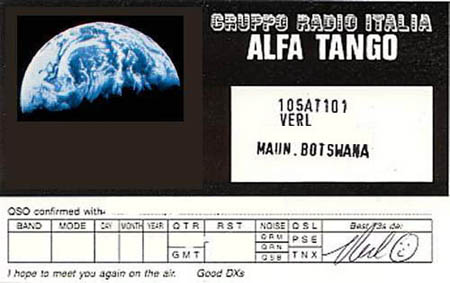 GRUPPO RADIO ITALIA
ALFA TANGO
105AT101
VERL
MAUN. BOTSWANA
QSO confirmed with-
BAND MODE DAY MONTH YEAR QTR RST NOISE QSL Best 73s de:
QRM PSE
QRN
GMT QSB TNX Verl
I hope to meet you again on the air. Good DXs